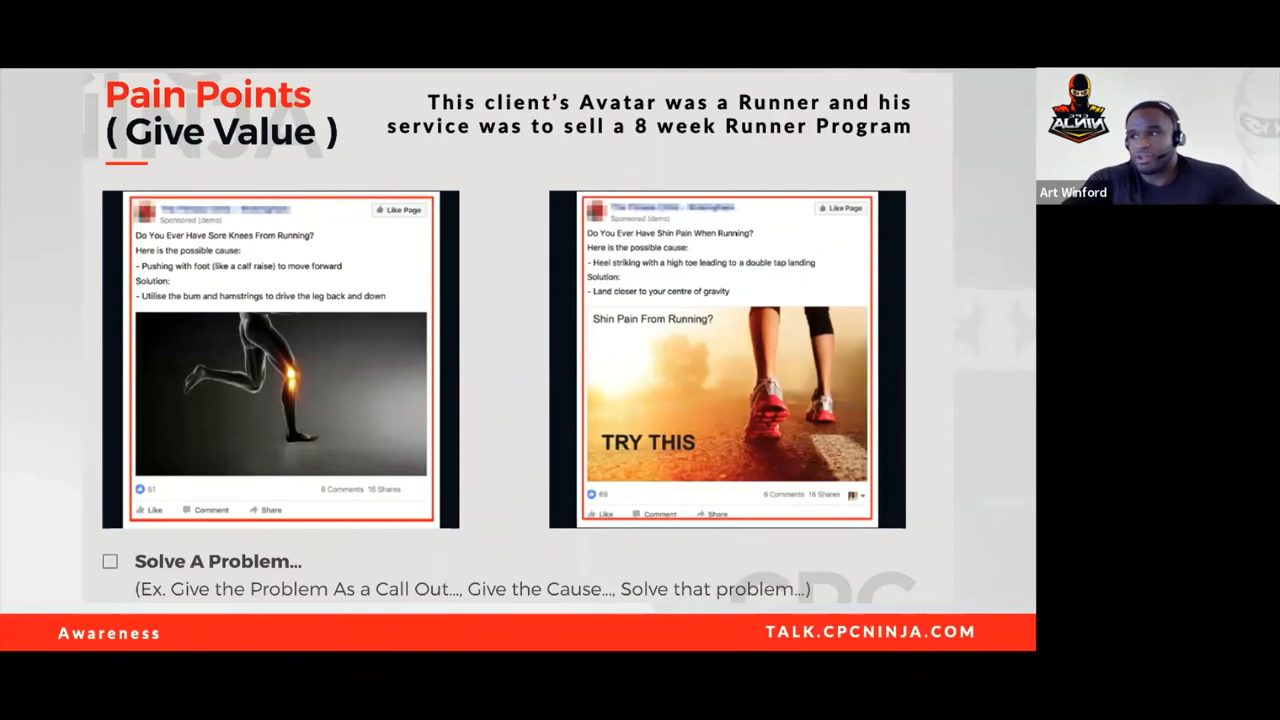 Pain Points
( Give Value )
This client's Avatar was a Runner and his
service was to sell a 8 week Runner Program
Like Page
Sponsored (demo)
Do You Ever Have Sore Knees From Running?
Here is the possible cause:
- Pushing with foot (like a calf raise) to move forward
Solution:
- Utilise the bum and hamstrings to drive the leg back and down
61
8 Comments 16 Shares
Like Comment Share
Like Page
Sponsored (demo)
Do You Ever Have Shin Pain When Running?
Here is the possible cause:
- Heel striking with a high toe leading to a double tap landing
Solution:
- Land closer to your centre of gravity
Shin Pain From Running?
TRY THIS
69
6 Comments 16 Shares
Like Comment Share
Solve A Problem...
(Ex. Give the Problem As a Call Out..., Give the Cause..., Solve that problem...)
CPC
Awareness
TALK.CPCNINJA.COM
CPC
NINJA
Art Winford